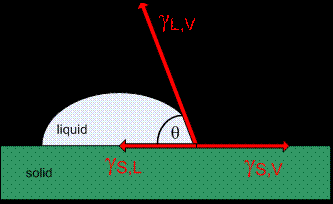 γL,V
liquid
θ
γS,L
γS,V
solid